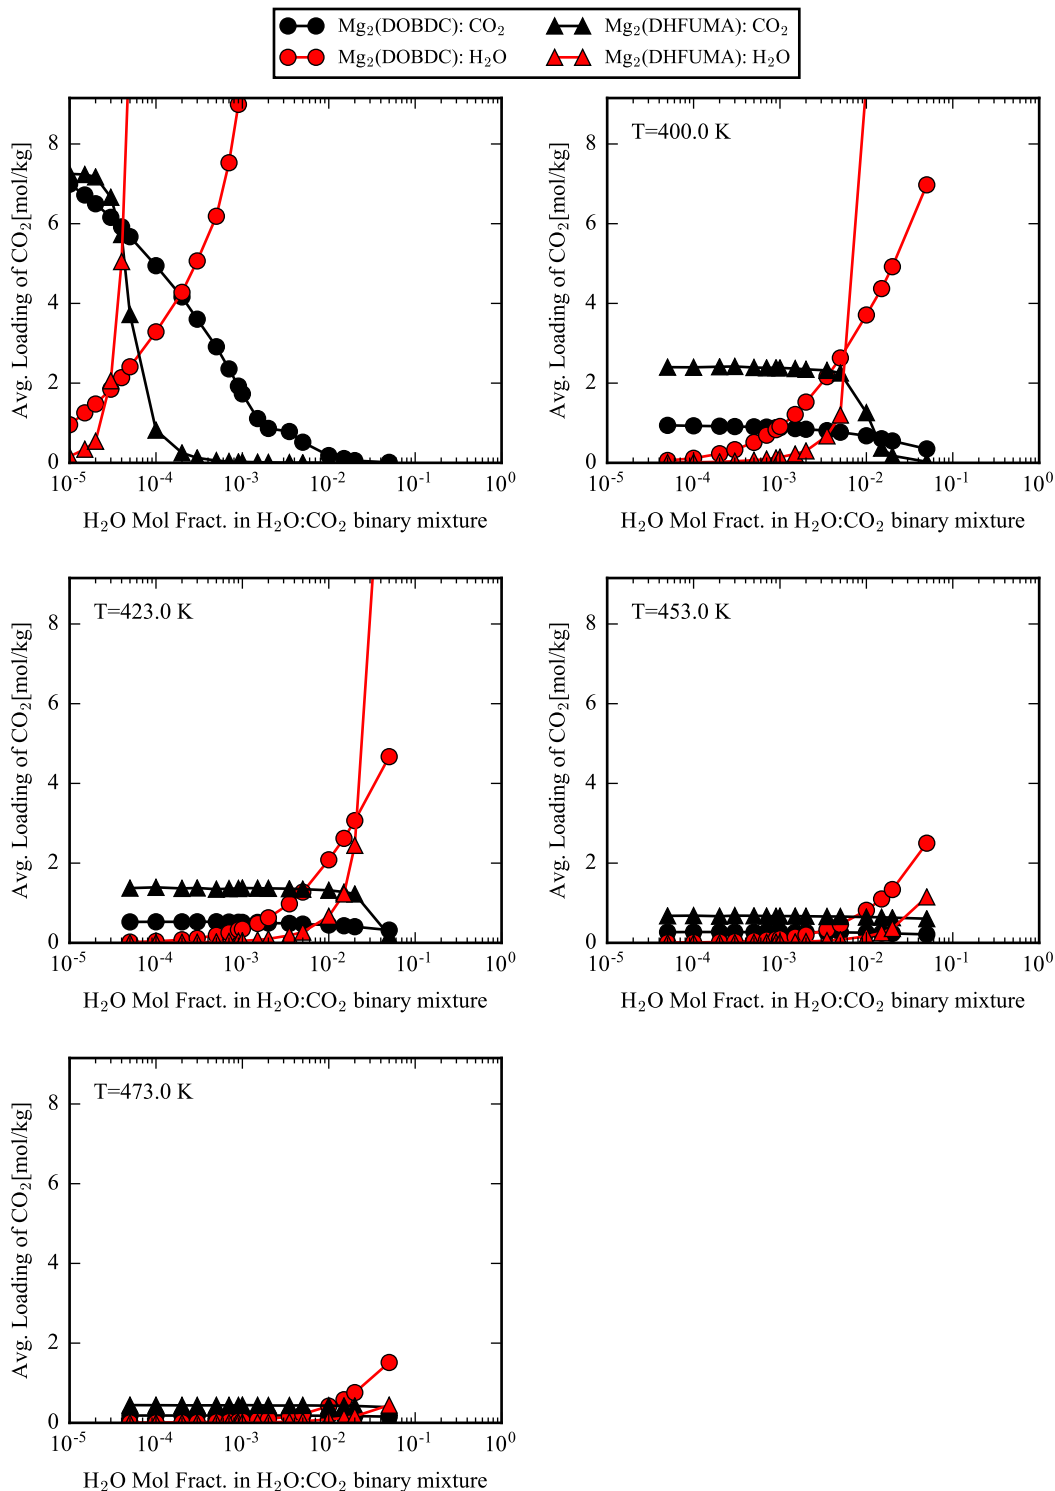 Mg₂(DOBDC): CO₂
Mg₂(DHFUMA): CO₂
Mg₂(DOBDC): H₂O
Mg₂(DHFUMA): H₂O
Avg. Loading of CO₂[mol/kg]
8
6
4
2
0
10⁻⁵ 10⁻⁴ 10⁻³ 10⁻² 10⁻¹ 10⁰
H₂O Mol Fract. in H₂O:CO₂ binary mixture
T=400.0 K
Avg. Loading of CO₂[mol/kg]
8
6
4
2
0
10⁻⁵ 10⁻⁴ 10⁻³ 10⁻² 10⁻¹ 10⁰
H₂O Mol Fract. in H₂O:CO₂ binary mixture
T=423.0 K
Avg. Loading of CO₂[mol/kg]
8
6
4
2
0
10⁻⁵ 10⁻⁴ 10⁻³ 10⁻² 10⁻¹ 10⁰
H₂O Mol Fract. in H₂O:CO₂ binary mixture
T=453.0 K
Avg. Loading of CO₂[mol/kg]
8
6
4
2
0
10⁻⁵ 10⁻⁴ 10⁻³ 10⁻² 10⁻¹ 10⁰
H₂O Mol Fract. in H₂O:CO₂ binary mixture
T=473.0 K
Avg. Loading of CO₂[mol/kg]
8
6
4
2
0
10⁻⁵ 10⁻⁴ 10⁻³ 10⁻² 10⁻¹ 10⁰
H₂O Mol Fract. in H₂O:CO₂ binary mixture